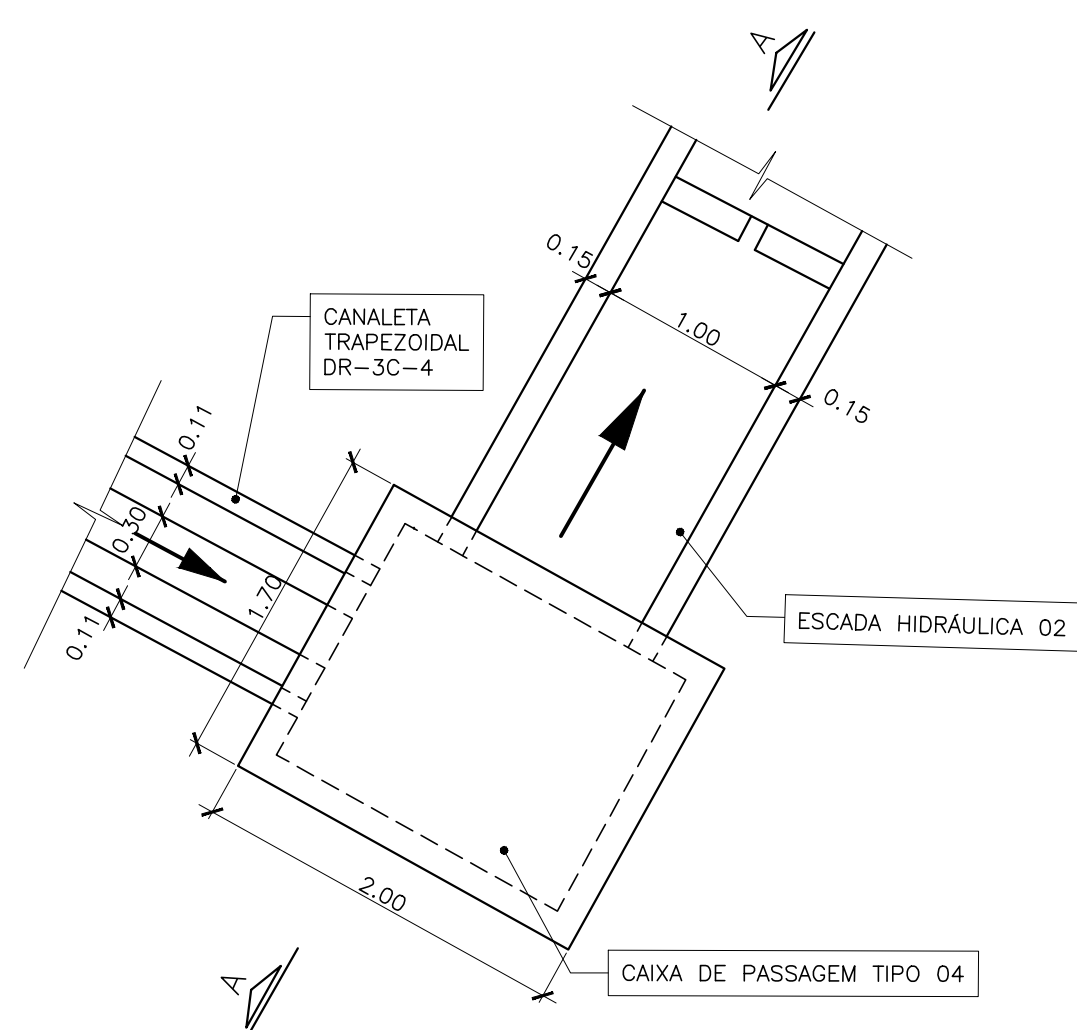 A
0.15
1.00
0.15
CANALETA
TRAPEZOIDAL
DR-3C-4
0.11
0.30
0.11
1.70
ESCADA HIDRÁULICA 02
2.00
CAIXA DE PASSAGEM TIPO 04
A